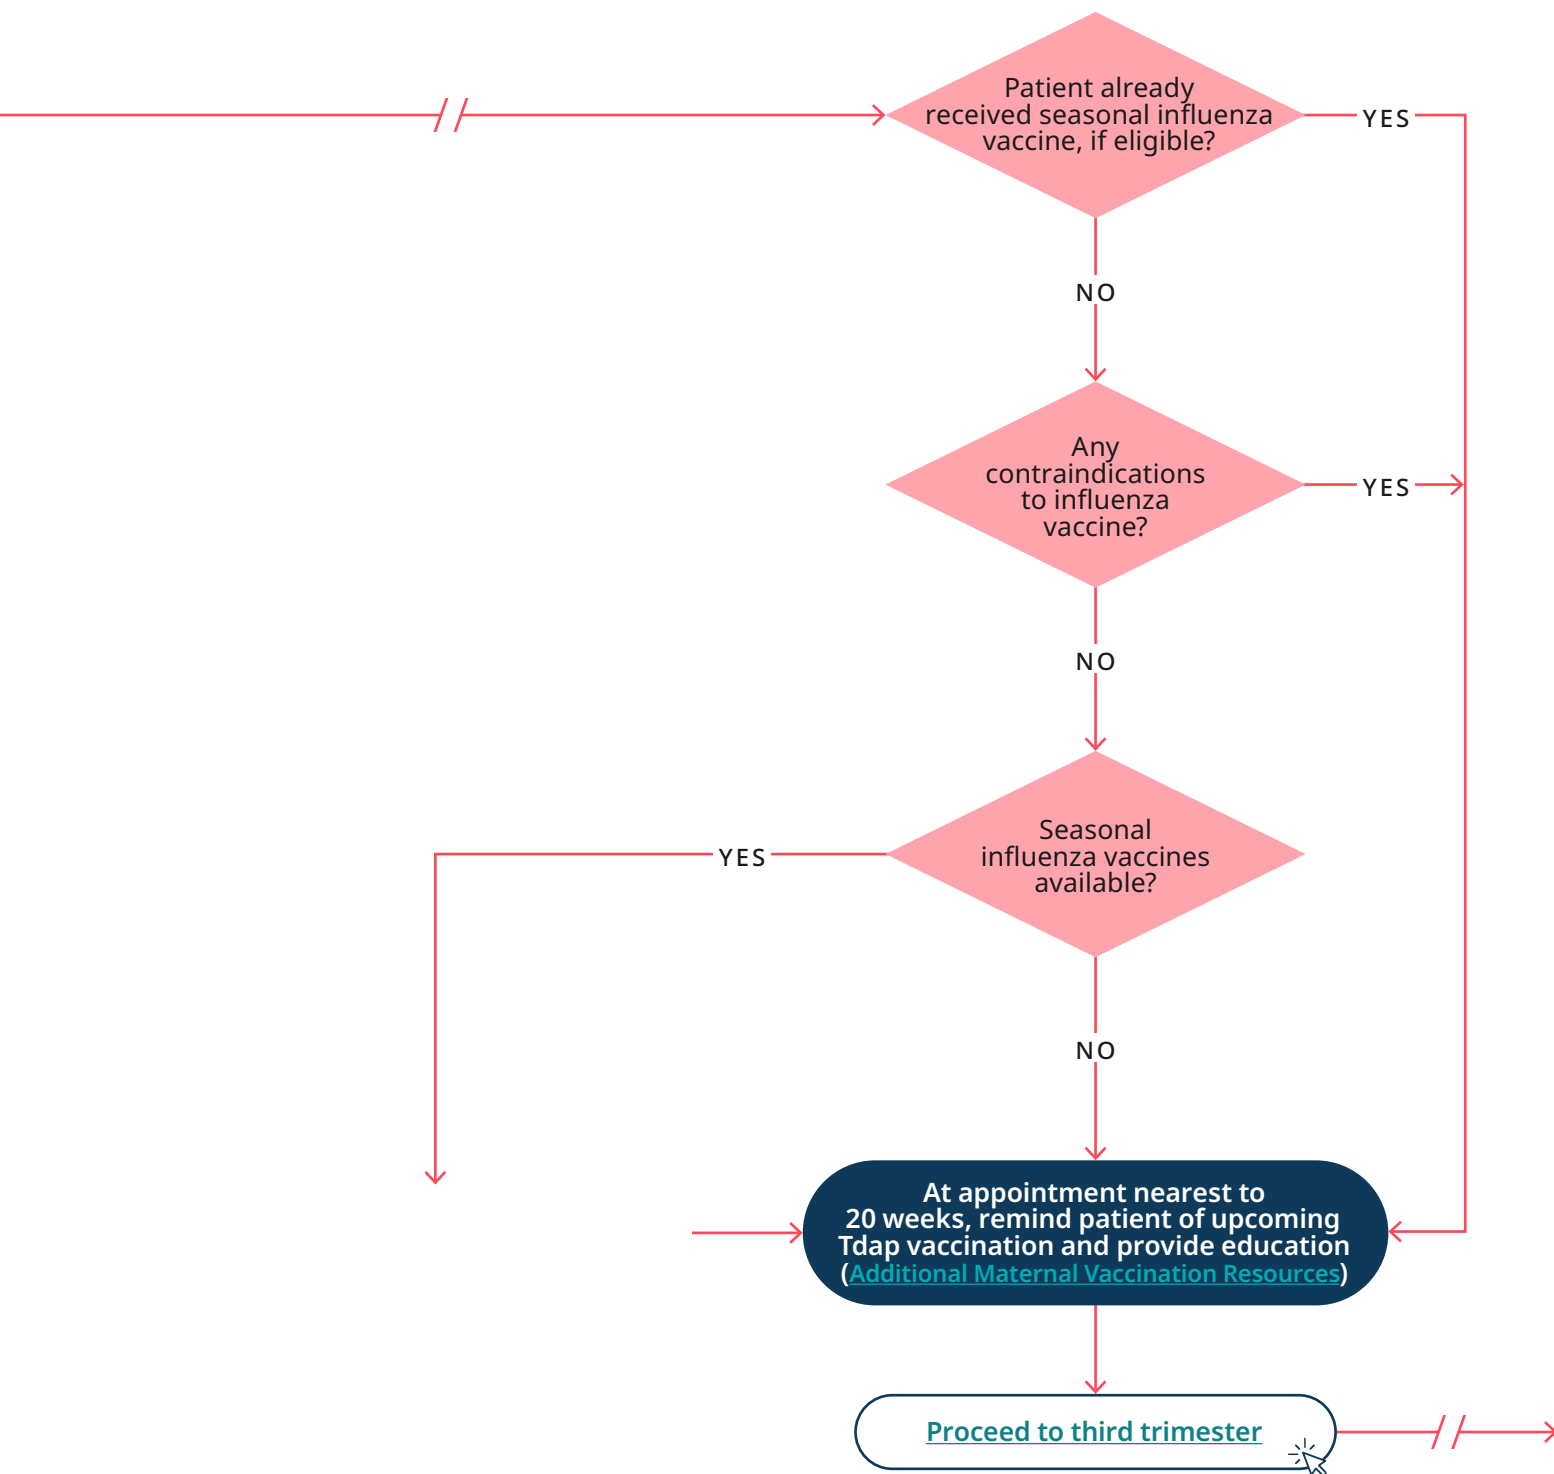 Patient already
received seasonal influenza
vaccine, if eligible?
YES
NO
Any
contraindications
to influenza
vaccine?
YES
NO
Seasonal
influenza vaccines
available?
YES
NO
At appointment nearest to
20 weeks, remind patient of upcoming
Tdap vaccination and provide education
(Additional Maternal Vaccination Resources)
Proceed to third trimester